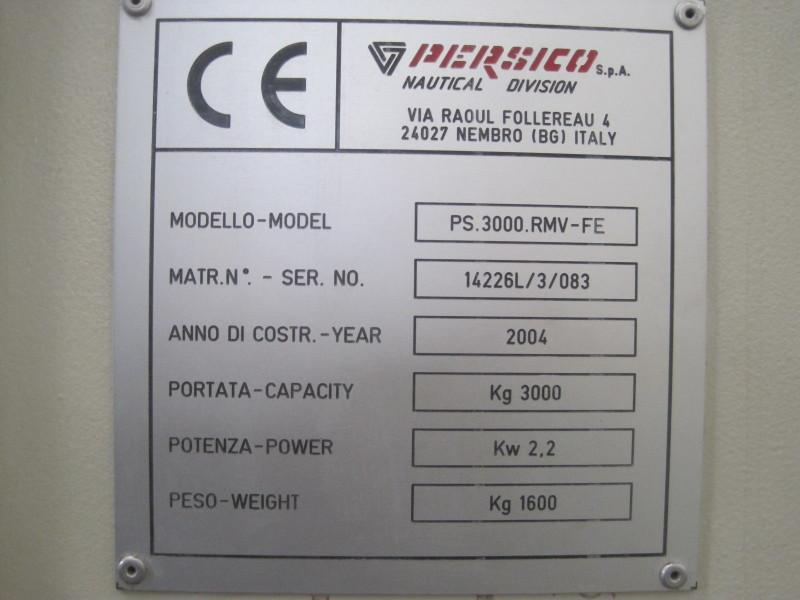 CE
PERSICO S.p.A.
NAUTICAL DIVISION
VIA RAOUL FOLLEREAU 4
24027 NEMBRO (BG) ITALY
MODELLO-MODEL PS.3000.RMV-FE
MATR.N°. - SER. NO. 14226L/3/083
ANNO DI COSTR.-YEAR 2004
PORTATA-CAPACITY Kg 3000
POTENZA-POWER Kw 2,2
PESO-WEIGHT Kg 1600